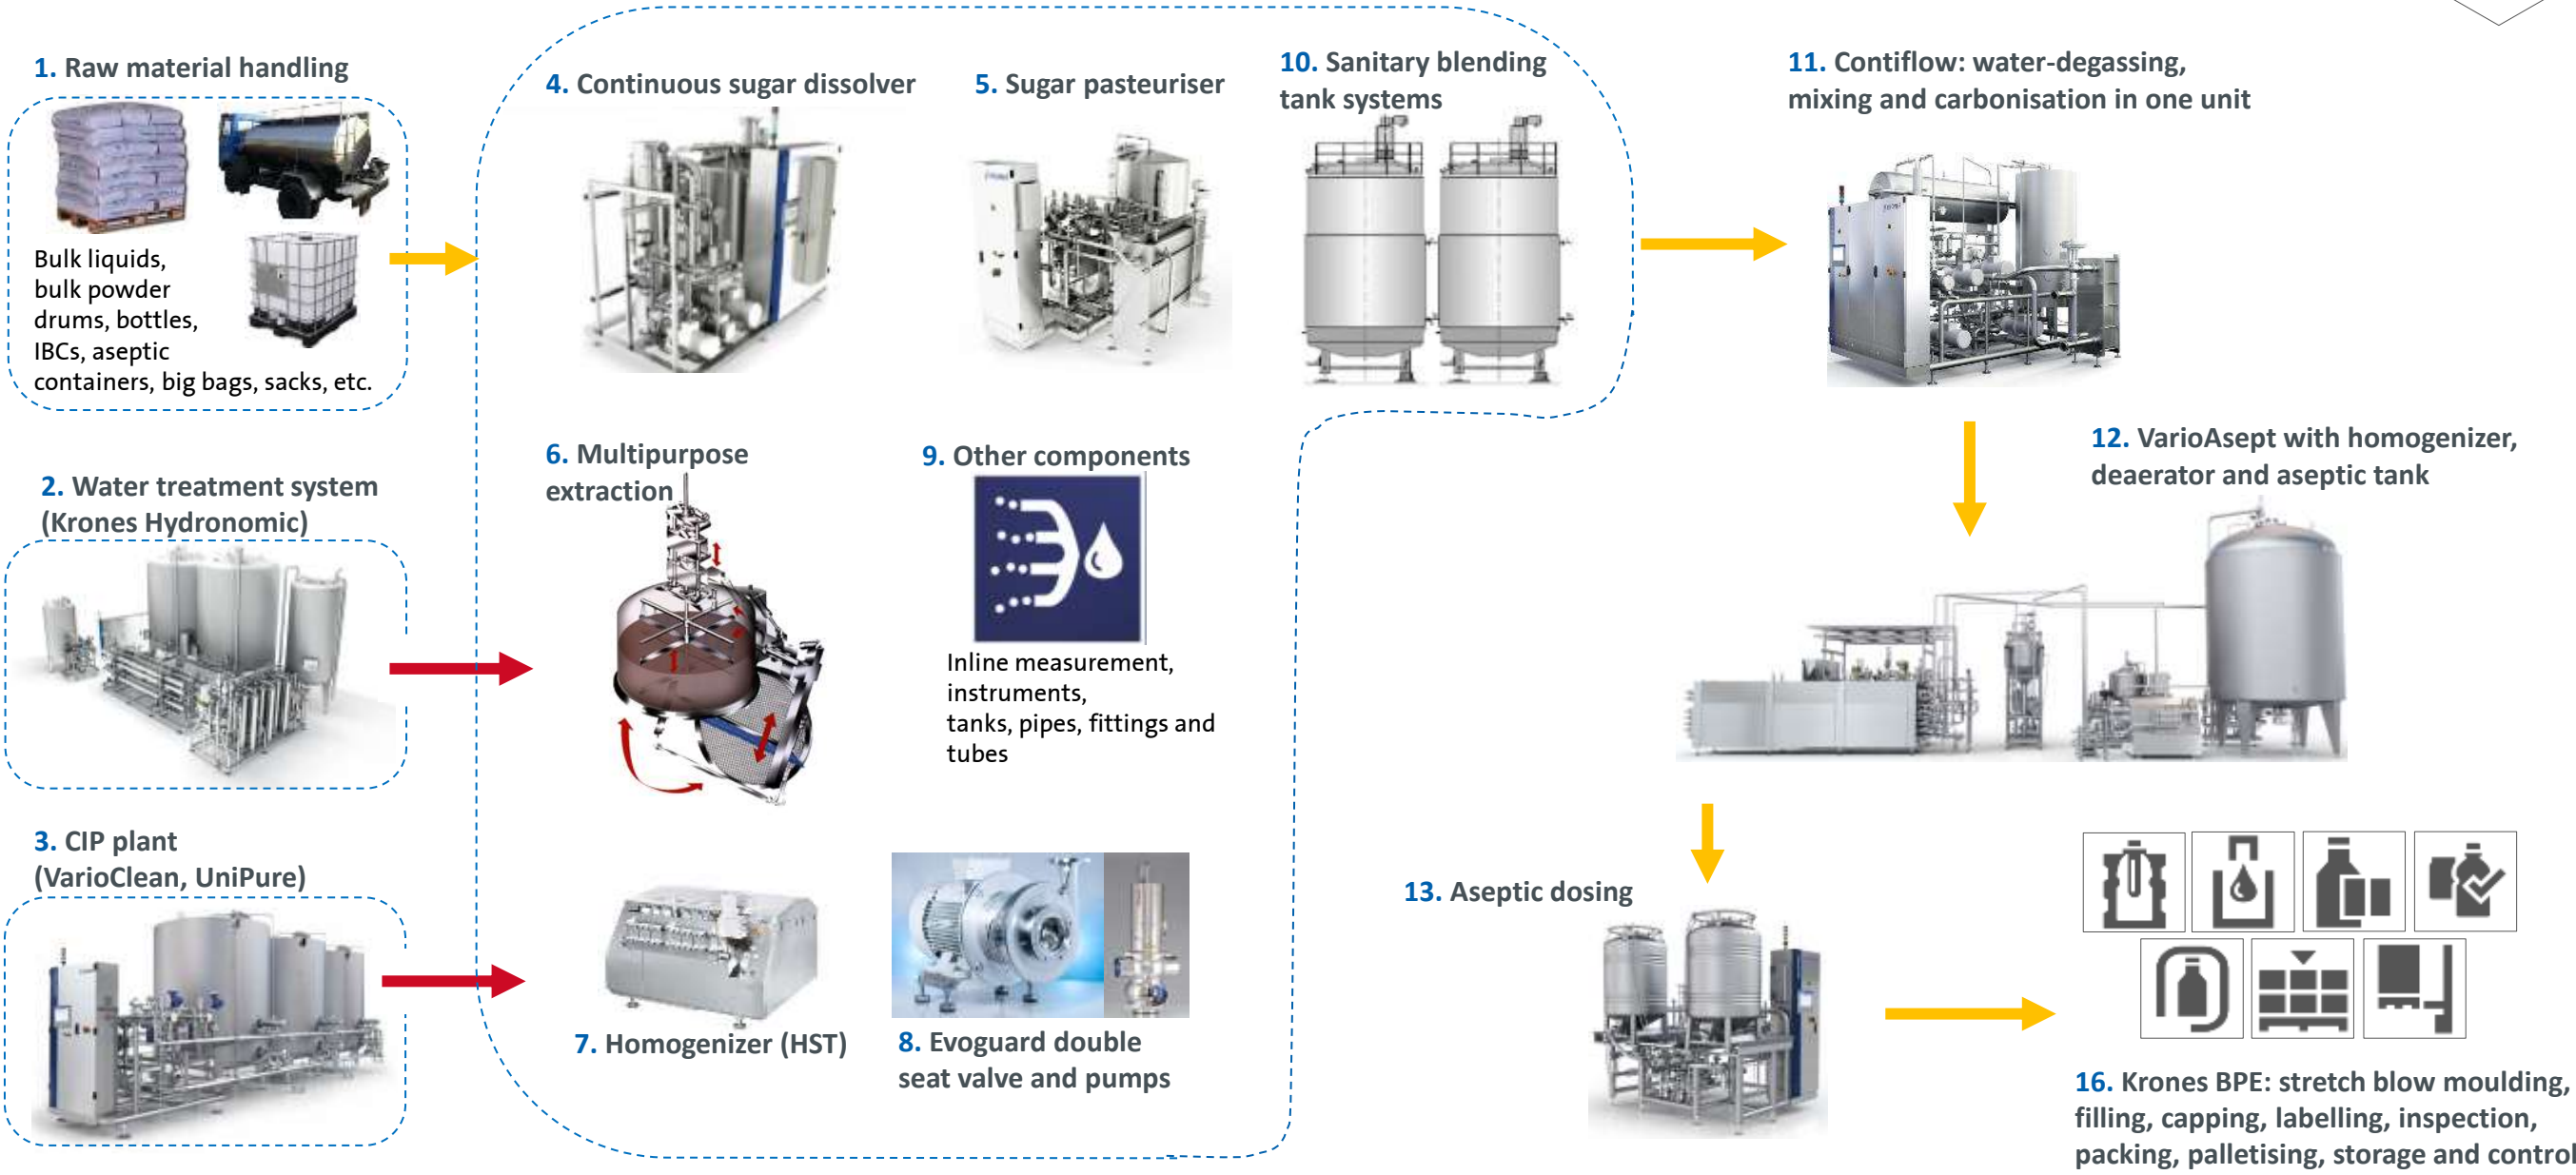 1. Raw material handling
Bulk liquids,
bulk powder
drums, bottles,
IBCs, aseptic
containers, big bags, sacks, etc.
2. Water treatment system
(Krones Hydronomic)
3. CIP plant
(VarioClean, UniPure)
4. Continuous sugar dissolver
5. Sugar pasteuriser
6. Multipurpose
extraction
7. Homogenizer (HST)
8. Evoguard double
seat valve and pumps
9. Other components
Inline measurement,
instruments,
tanks, pipes, fittings and
tubes
10. Sanitary blending
tank systems
11. Contiflow: water-degassing,
mixing and carbonisation in one unit
12. VarioAsept with homogenizer,
deaerator and aseptic tank
13. Aseptic dosing
16. Krones BPE: stretch blow moulding,
filling, capping, labelling, inspection,
packing, palletising, storage and control